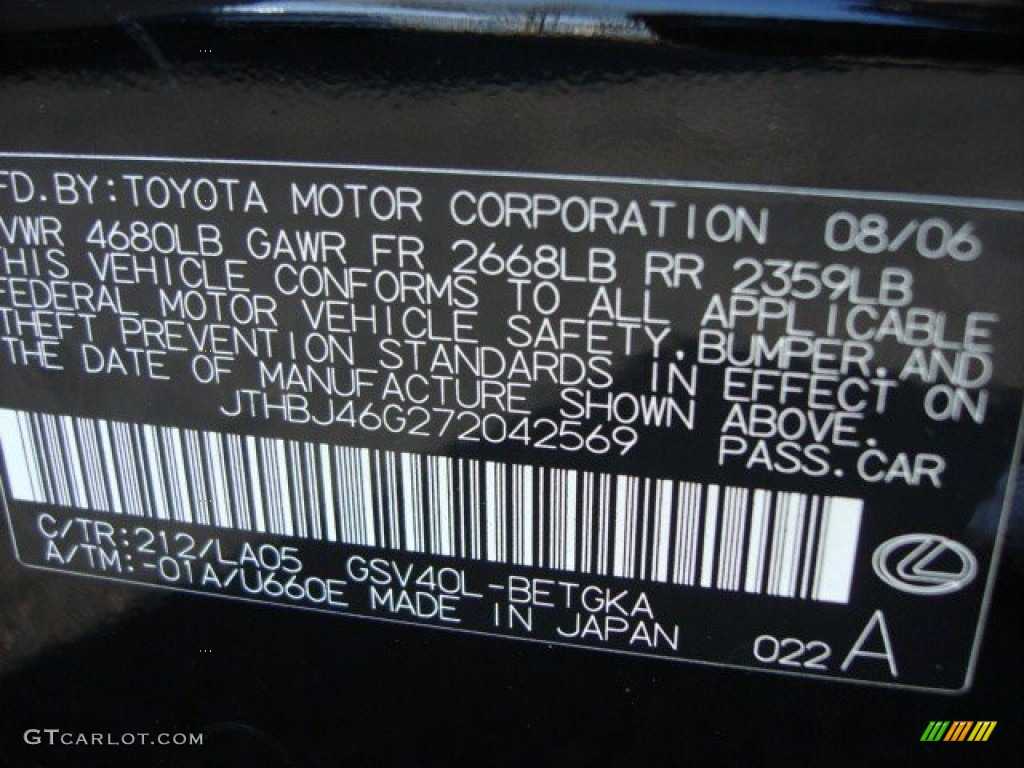 FD.BY:TOYOTA MOTOR CORPORATION 08/06
VWR 4680LB GAWR FR 2668LB RR 2359LB
THIS VEHICLE CONFORMS TO ALL APPLICABLE
FEDERAL MOTOR VEHICLE SAFETY, BUMPER, AND
THEFT PREVENTION STANDARDS IN EFFECT ON
THE DATE OF MANUFACTURE SHOWN ABOVE.
JTHBJ46G272042569 PASS.CAR
C/TR:212/LA05 GSV40L-BETGKA
A/TM:-01A/U660E MADE IN JAPAN 022 A
GTCARLOT.COM